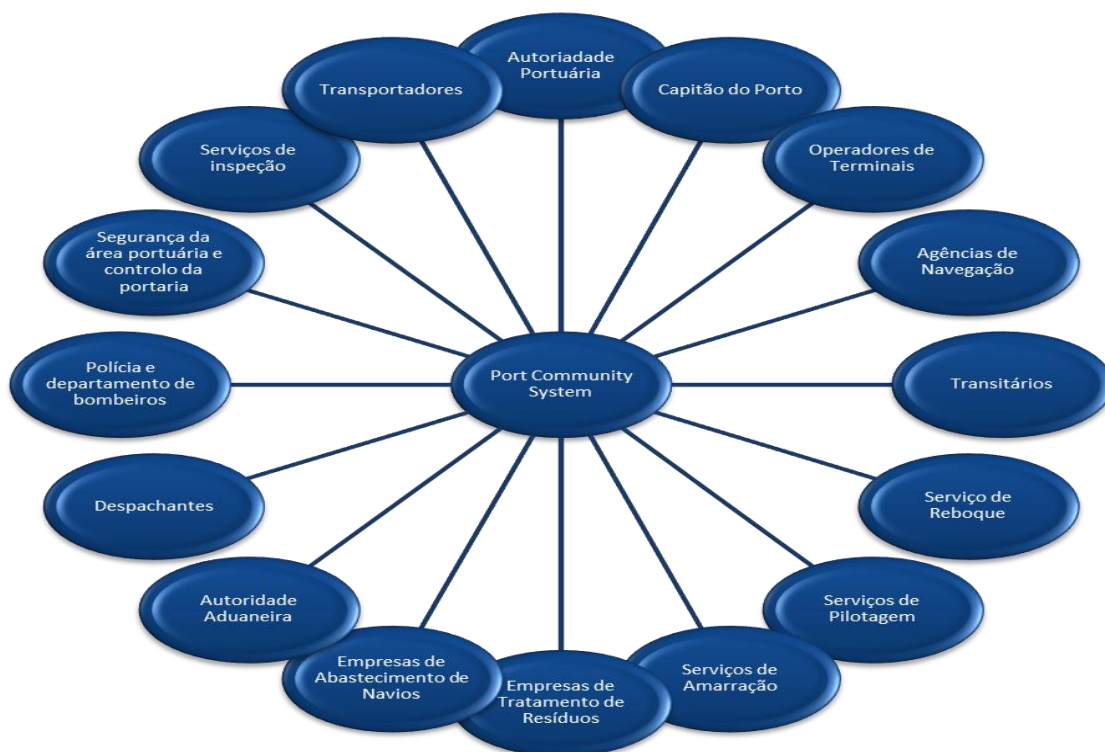 Autoriadade
Portuária
Capitão do Porto
Operadores de
Terminais
Agências de
Navegação
Transitários
Serviço de
Reboque
Serviços de
Pilotagem
Serviços de
Amarração
Empresas de
Tratamento de
Resíduos
Empresas de
Abastecimento de
Navios
Autoridade
Aduaneira
Despachantes
Polícia e
departamento de
bombeiros
Segurança da
área portuária e
controlo da
portaria
Serviços de
inspeção
Transportadores
Port Community
System